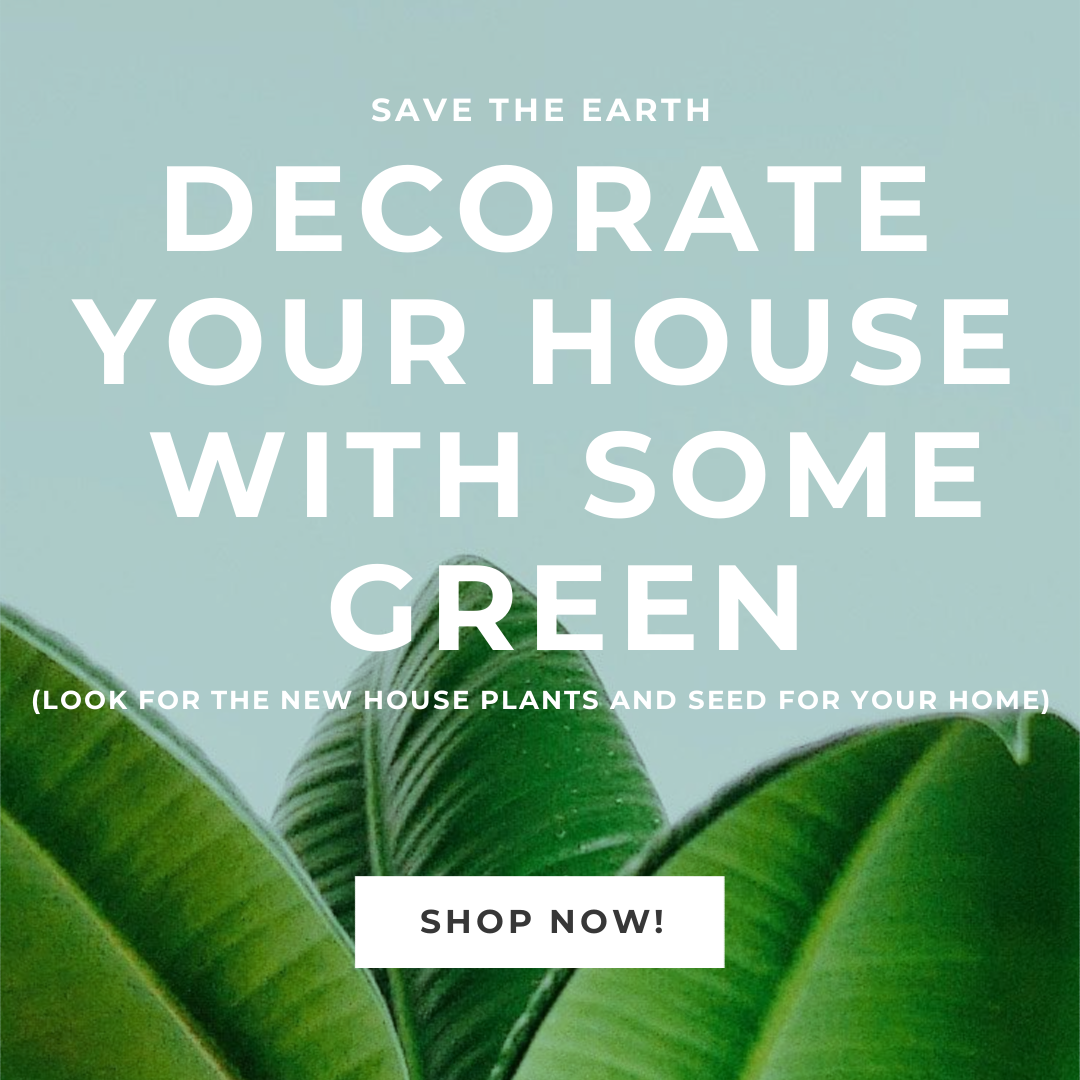 SAVE THE EARTH
DECORATE
YOUR HOUSE
WITH SOME
GREEN
(LOOK FOR THE NEW HOUSE PLANTS AND SEED FOR YOUR HOME)
SHOP NOW!